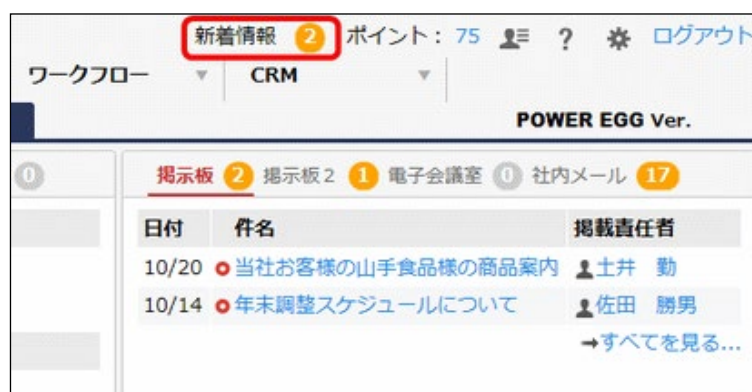 新着情報 2 ポイント： 75 ? ログアウト
ワークフロー CRM
POWER EGG Ver.
0 掲示板 2 掲示板２ 1 電子会議室 0 社内メール 17
日付 件名 掲載責任者
10/20 当社お客様の山手食品様の商品案内 土井 勤
10/14 年末調整スケジュールについて 佐田 勝男
→すべてを見る...